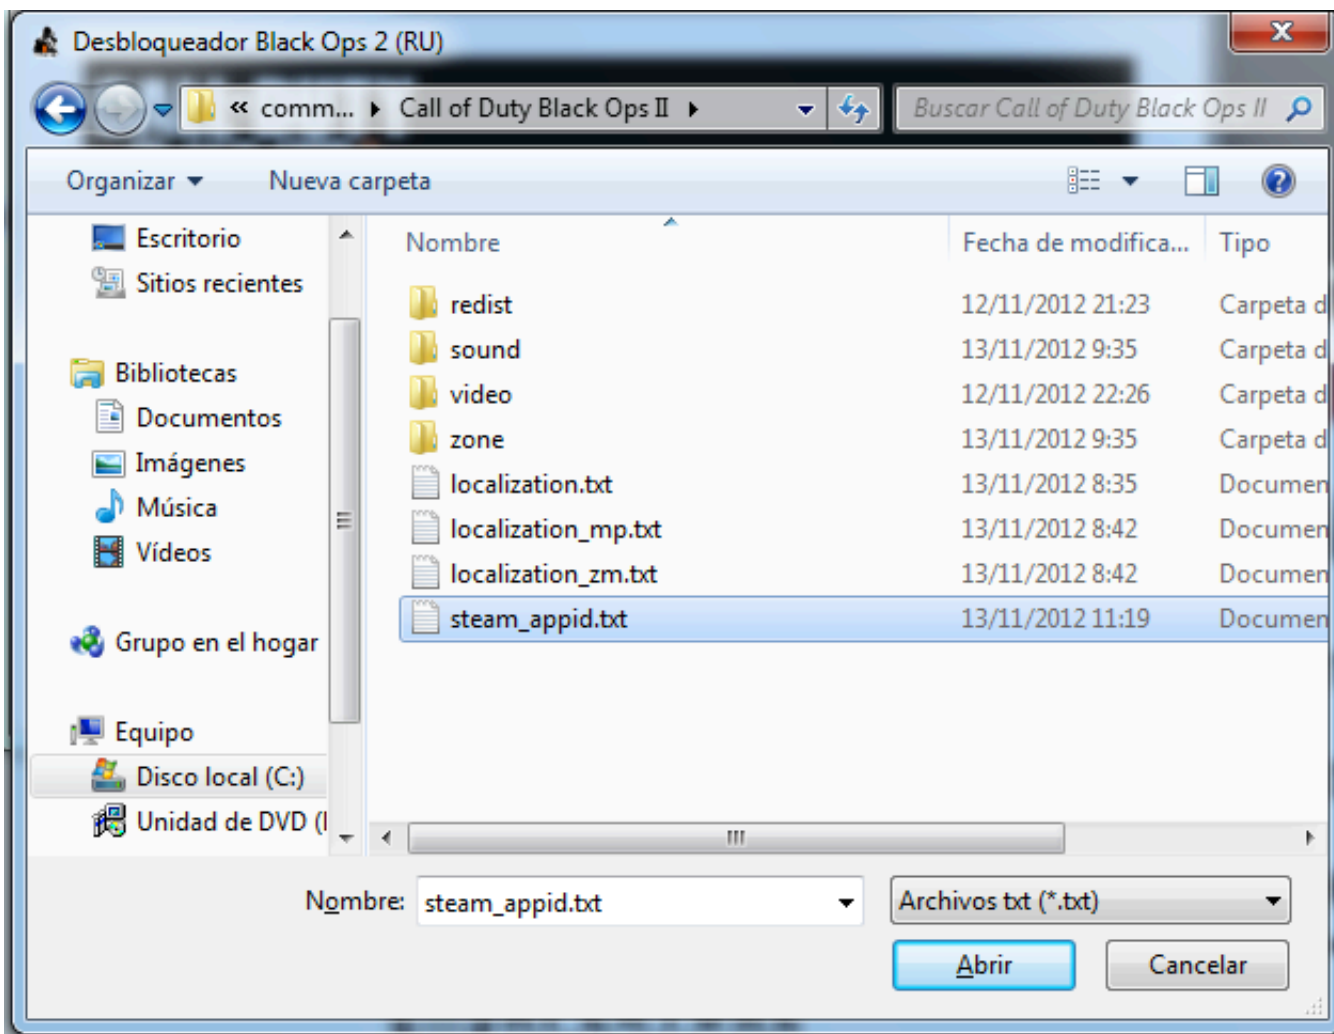 Desbloqueador Black Ops 2 (RU)
« comm... Call of Duty Black Ops II Buscar Call of Duty Black Ops II
Organizar Nueva carpeta
Escritorio
Sitios recientes
Bibliotecas
Documentos
Imágenes
Música
Vídeos
Grupo en el hogar
Equipo
Disco local (C:)
Unidad de DVD (
Nombre Fecha de modifica... Tipo
redist 12/11/2012 21:23 Carpeta d
sound 13/11/2012 9:35 Carpeta d
video 12/11/2012 22:26 Carpeta d
zone 13/11/2012 9:35 Carpeta d
localization.txt 13/11/2012 8:35 Documen
localization_mp.txt 13/11/2012 8:42 Documen
localization_zm.txt 13/11/2012 8:42 Documen
steam_appid.txt 13/11/2012 11:19 Documen
Nombre: steam_appid.txt Archivos txt (*.txt)
Abrir Cancelar